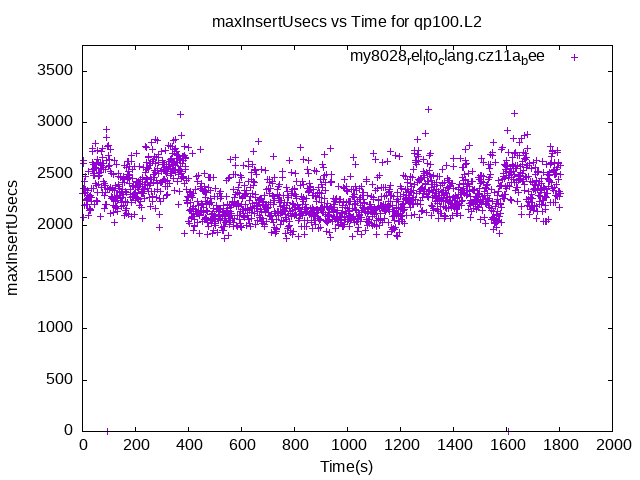 maxInsertUsecs vs Time for qp100.L2
my8028relltoclang.cz11abee
3500
3000
2500
2000
1500
1000
500
0
maxInsertUsecs
0 200 400 600 800 1000 1200 1400 1600 1800 2000
Time(s)